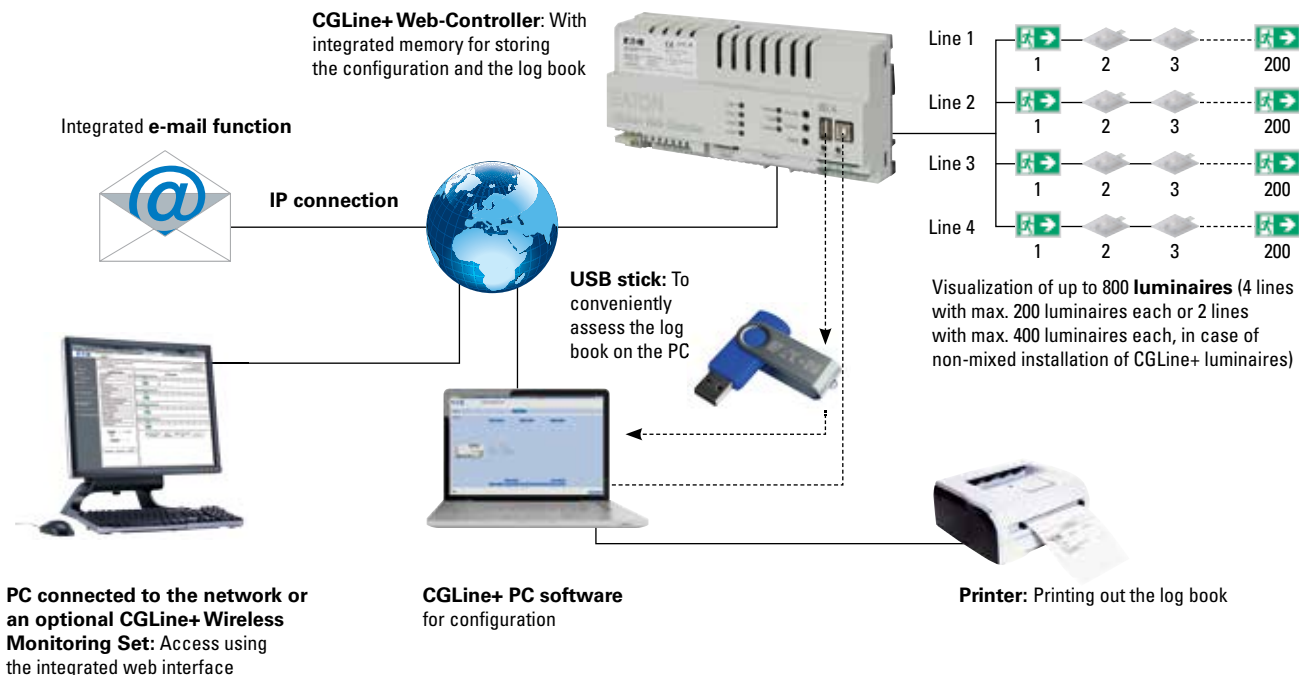 CGLine+ Web-Controller: With
integrated memory for storing
the configuration and the log book
EATON
Line 1
1
2
3
200
Line 2
1
2
3
200
Line 3
1
2
3
200
Line 4
1
2
3
200
Integrated e-mail function
@
IP connection
USB stick: To
conveniently
assess the log
book on the PC
Visualization of up to 800 luminaires (4 lines
with max. 200 luminaires each or 2 lines
with max. 400 luminaires each, in case of
non-mixed installation of CGLine+ luminaires)
PC connected to the network or
an optional CGLine+ Wireless
Monitoring Set: Access using
the integrated web interface
CGLine+ PC software
for configuration
Printer: Printing out the log book